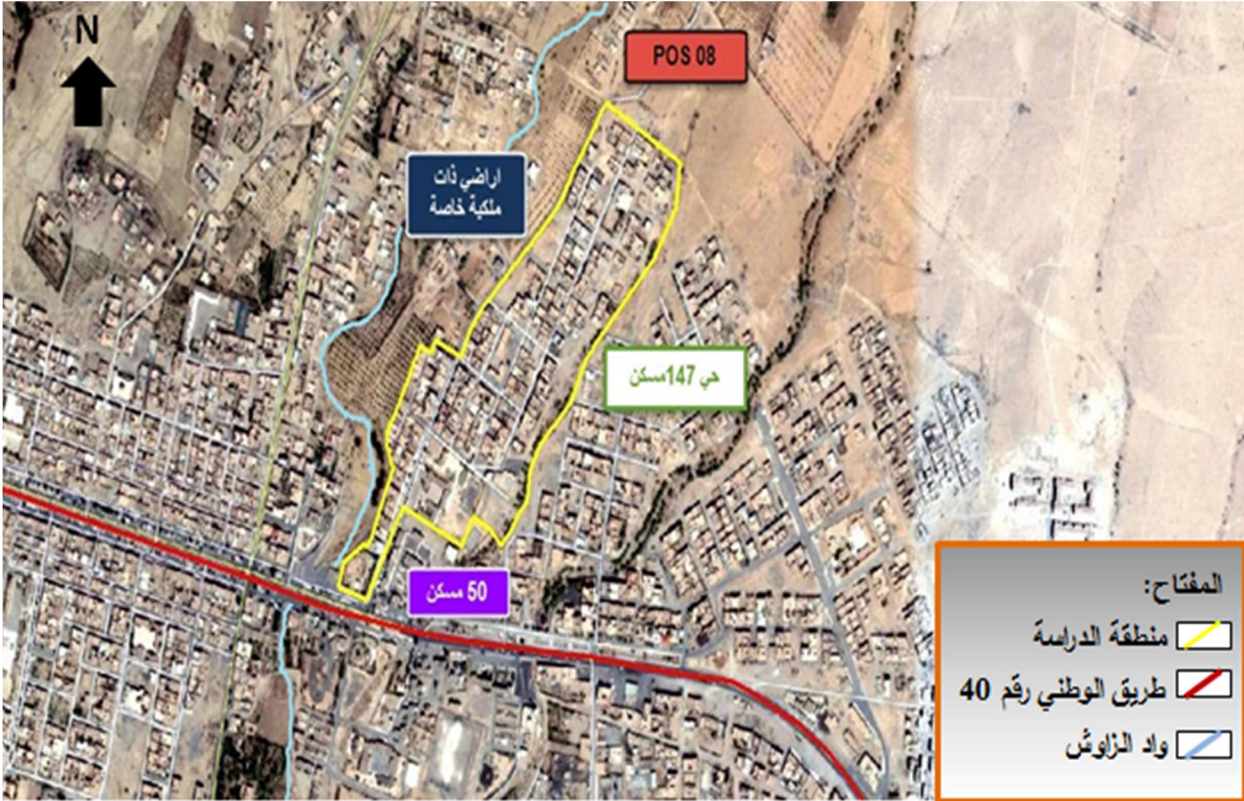 N
POS 08
اراضي ذات
ملكية خاصة
حي 147مسكن
50 مسكن
المفتاح:
منطقة الدراسة
طريق الوطني رقم 40
واد الزاوش